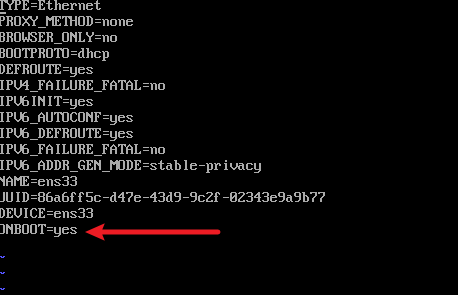 TYPE=Ethernet
PROXY_METHOD=none
BROWSER_ONLY=no
BOOTPROTO=dhcp
DEFROUTE=yes
IPV4_FAILURE_FATAL=no
IPV6INIT=yes
IPV6_AUTOCONF=yes
IPV6_DEFROUTE=yes
IPV6_FAILURE_FATAL=no
IPV6_ADDR_GEN_MODE=stable-privacy
NAME=ens33
UUID=86a6ff5c-d47e-43d9-9c2f-02343e9a9b77
DEVICE=ens33
ONBOOT=yes
~
~
~